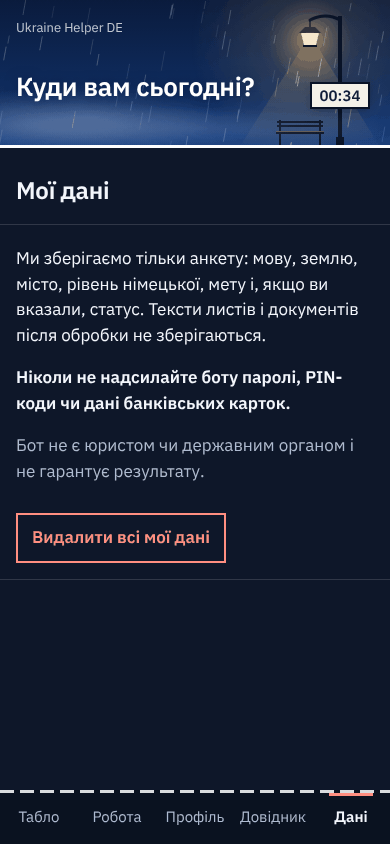 Ukraine Helper DE
Куди вам сьогодні?
00:34
Мої дані
Ми зберігаємо тільки анкету: мову, землю,
місто, рівень німецької, мету і, якщо ви
вказали, статус. Тексти листів і документів
після обробки не зберігаються.
Ніколи не надсилайте боту паролі, PIN-
коди чи дані банківських карток.
Бот не є юристом чи державним органом і
не гарантує результату.
Видалити всі мої дані
Табло Робота Профіль Довідник Дані